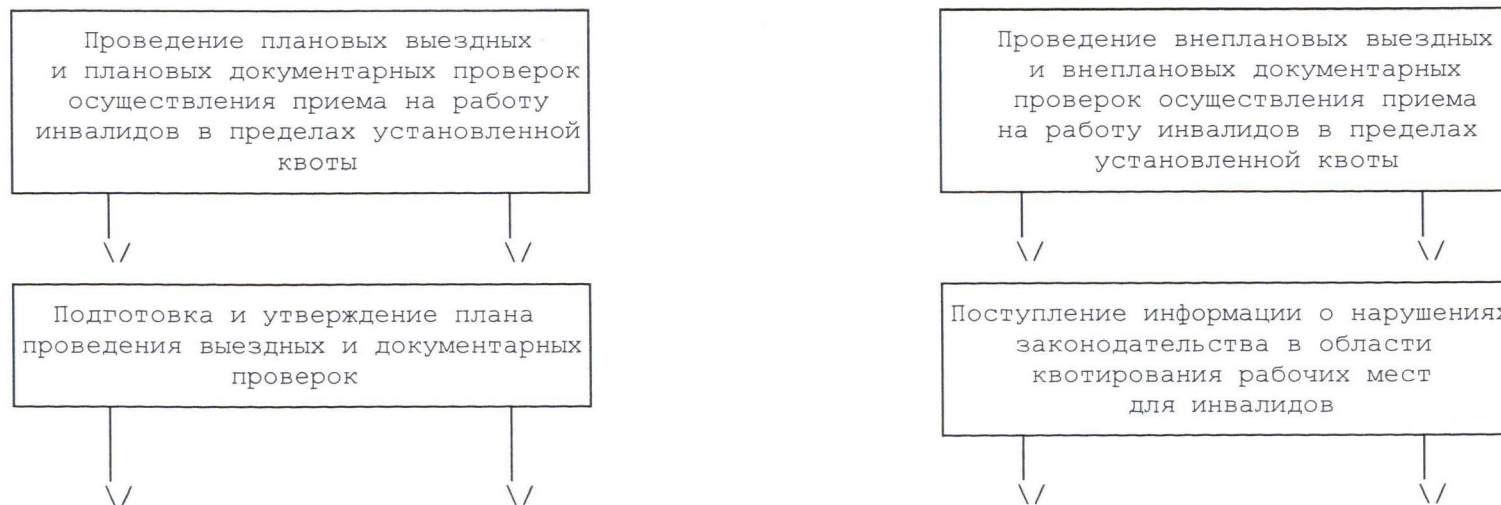 Проведение плановых выездных
и плановых документарных проверок
осуществления приема на работу
инвалидов в пределах установленной
квоты
Проведение внеплановых выездных
и внеплановых документарных
проверок осуществления приема
на работу инвалидов в пределах
установленной квоты
Подготовка и утверждение плана
проведения выездных и документарных
проверок
Поступление информации о нарушениях
законодательства в области
квотирования рабочих мест
для инвалидов